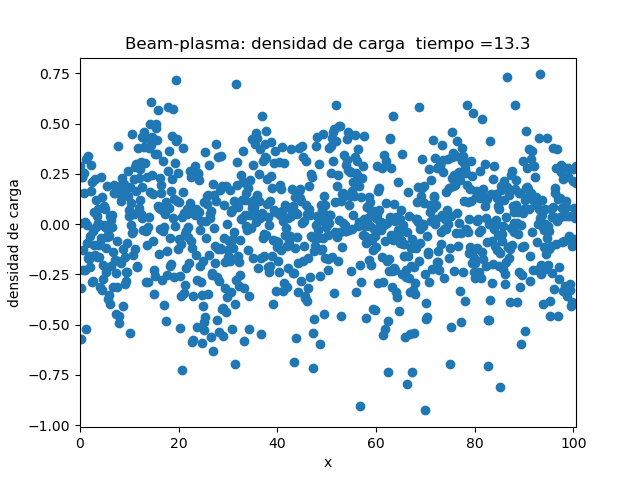 Beam-plasma: densidad de carga  tiempo =13.3
densidad de carga
0.75
0.50
0.25
0.00
−0.25
−0.50
−0.75
−1.00
0 20 40 60 80 100
x